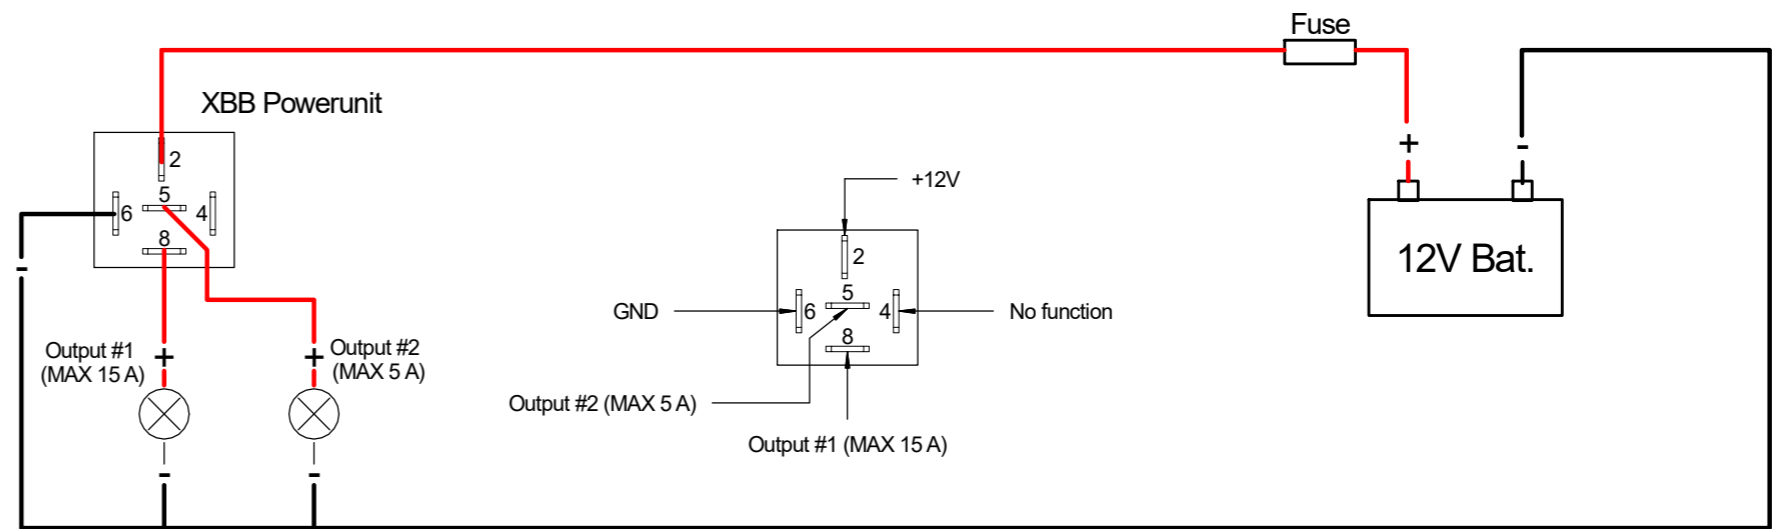 Fuse
XBB Powerunit
2
5
6
4
8
+
-
12V Bat.
-
Output #1
(MAX 15 A)
+
-
+
Output #2
(MAX 5 A)
-
+12V
2
5
GND
6
4
No function
8
Output #2 (MAX 5 A)
Output #1 (MAX 15 A)